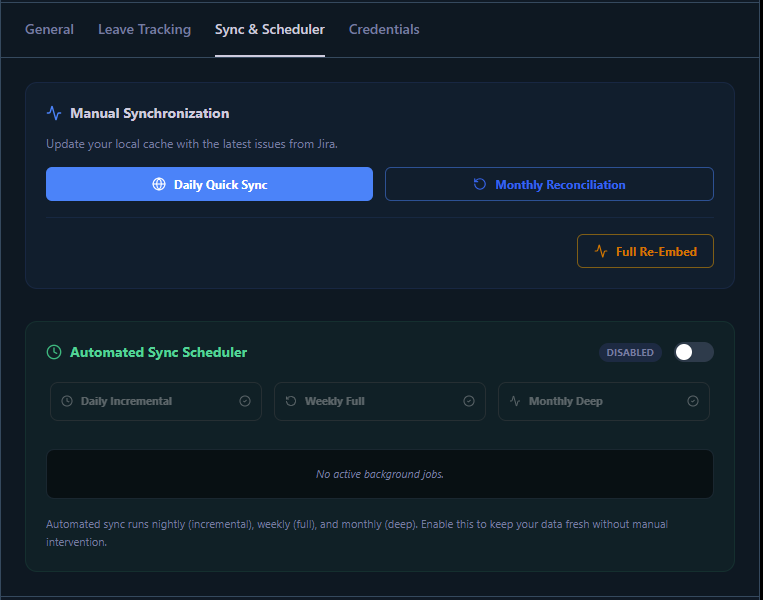 General Leave Tracking Sync & Scheduler Credentials
Manual Synchronization
Update your local cache with the latest issues from Jira.
Daily Quick Sync Monthly Reconciliation
Full Re-Embed
Automated Sync Scheduler DISABLED
Daily Incremental Weekly Full Monthly Deep
No active background jobs.
Automated sync runs nightly (incremental), weekly (full), and monthly (deep). Enable this to keep your data fresh without manual
intervention.